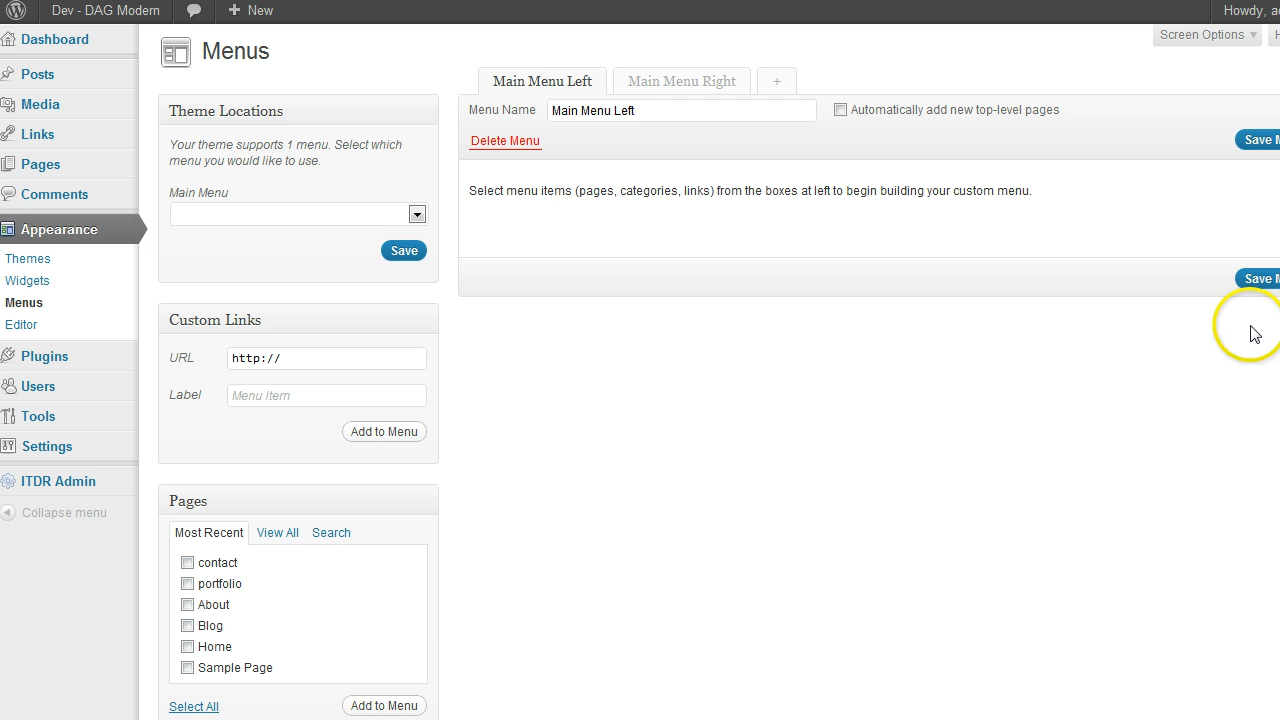 Dev - DAG Modern
New
Howdy, a
Dashboard
Posts
Media
Links
Pages
Comments
Appearance
Themes
Widgets
Menus
Editor
Plugins
Users
Tools
Settings
ITDR Admin
Collapse menu
Screen Options
Menus
Theme Locations
Your theme supports 1 menu. Select which
menu you would like to use.
Main Menu
Save
Custom Links
URL http://
Label Menu Item
Add to Menu
Pages
Most Recent View All Search
contact
portfolio
About
Blog
Home
Sample Page
Select All Add to Menu
Main Menu Left Main Menu Right +
Menu Name Main Menu Left Automatically add new top-level pages
Delete Menu Save M
Select menu items (pages, categories, links) from the boxes at left to begin building your custom menu.
Save M